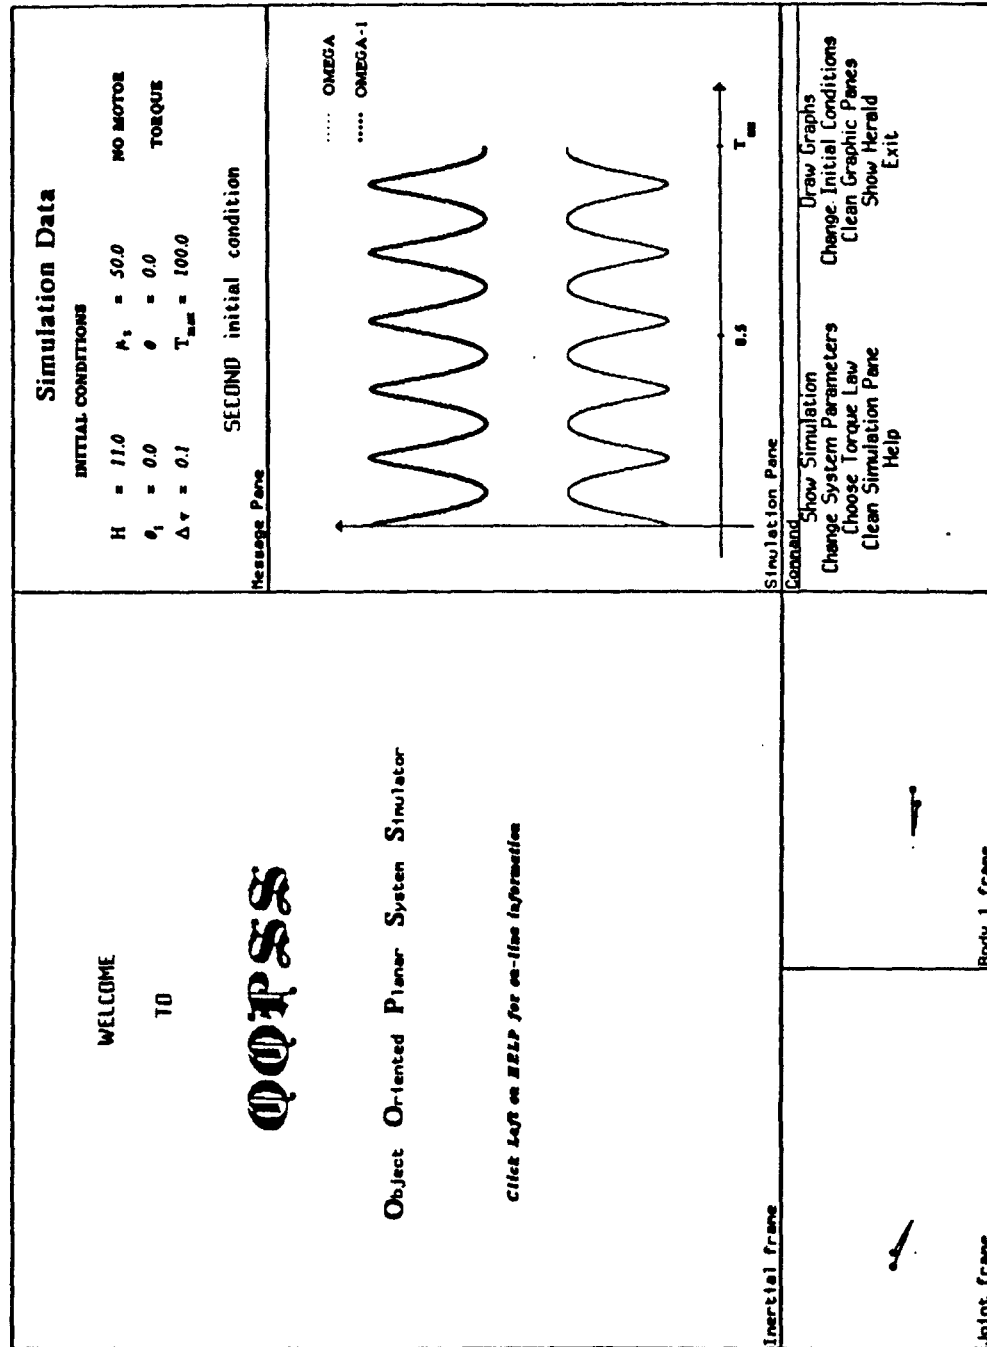 WELCOME
TO
OOPSS
Object Oriented Planar System Simulator
Click Left on HELP for on-line information
Inertial frame
Joint frame
Body 1 frame
Simulation Data
INITIAL CONDITIONS
H = 11.0 μ₁ = 50.0 NO MOTOR
θ₁ = 0.0 θ = 0.0 TORQUE
Δτ = 0.1 T = 100.0
SECOND initial condition
Message Pane
..... OMEGA
••••• OMEGA-1
0.5
T
Simulation Pane
Command
Show Simulation Draw Graphs
Change System Parameters Change Initial Conditions
Choose Torque Law Clean Graphic Panes
Clean Simulation Pane Show Herald
Help Exit